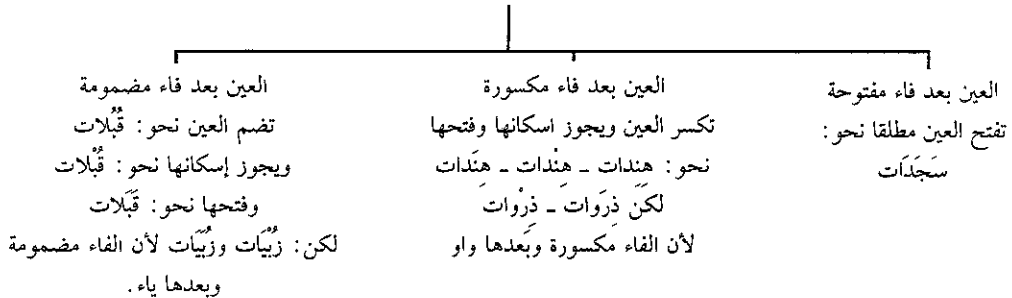 العين بعد فاء مفتوحة
تفتح العين مطلقا نحو:
سَجَدَات
العين بعد فاء مكسورة
تكسر العين ويجوز اسكانها وفتحها
نحو: هِنِدات ـ هِنْدات ـ هِنَدات
لكن ذِرَوات ـ ذِرْوات
لأن الفاء مكسورة وبعدها واو
العين بعد فاء مضمومة
تضم العين نحو: قُبُلات
ويجوز إسكانها نحو: قُبْلات
وفتحها نحو: قُبَلات
لكن: زُبْيَات وزُبَيَات لأن الفاء مضمومة
وبعدها ياء.